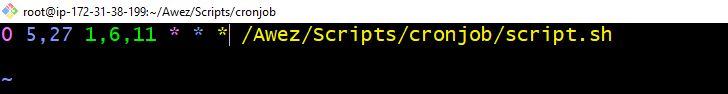 root@ip-172-31-38-199:~/Awez/Scripts/cronjob
0 5,27 1,6,11 * * * /Awez/Scripts/cronjob/script.sh
~